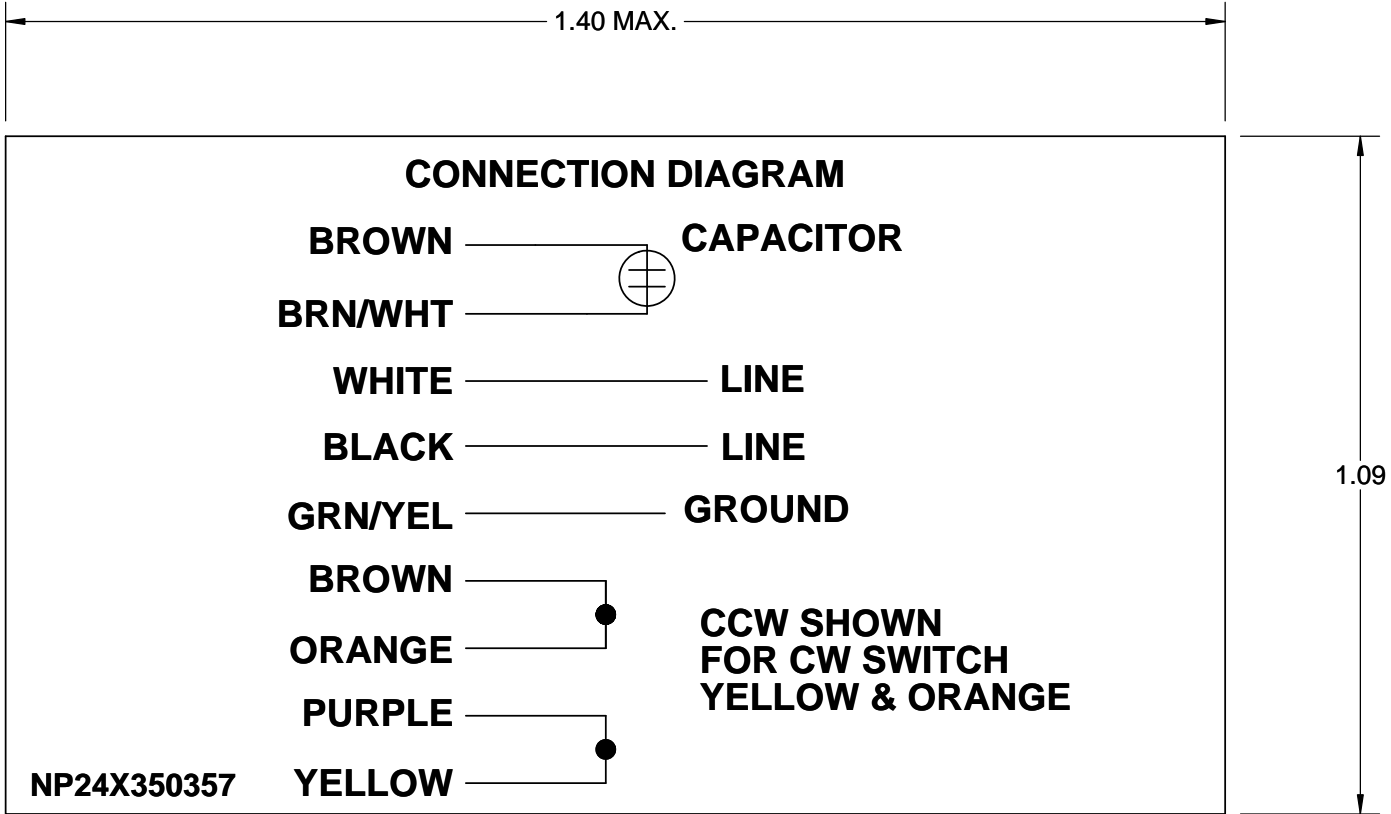 1.40 MAX.
CONNECTION DIAGRAM
BROWN
CAPACITOR
BRN/WHT
WHITE
LINE
BLACK
LINE
1.09
GRN/YEL
GROUND
BROWN
ORANGE
CCW SHOWN
FOR CW SWITCH
YELLOW & ORANGE
PURPLE
YELLOW
NP24X350357